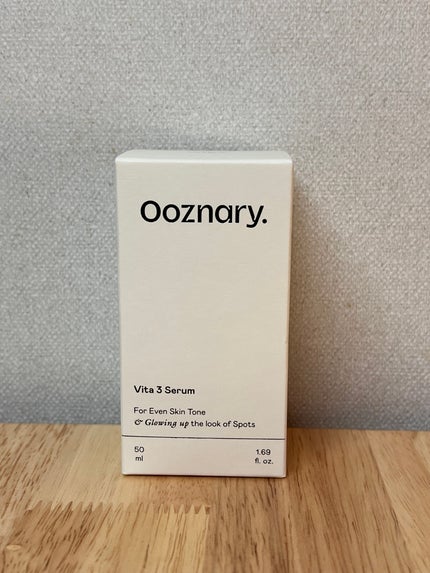 Ooznary.
Vita 3 Serum
For Even Skin Tone
& Glewing up the look of Spots
50
ml
1.69
fl. oz.